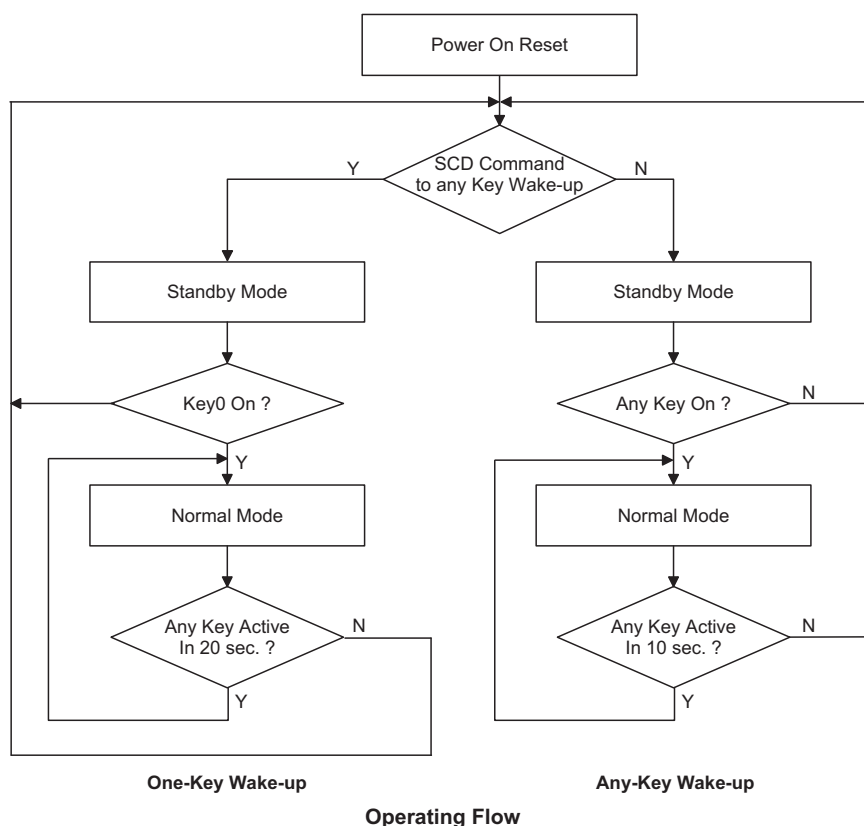 Power On Reset
SCD Command
to any Key Wake-up
Y
N
Standby Mode
Standby Mode
Key0 On ?
Any Key On ?
N
Y
Y
Normal Mode
Normal Mode
Any Key Active
In 20 sec. ?
N
Any Key Active
In 10 sec. ?
N
Y
Y
One-Key Wake-up
Any-Key Wake-up
Operating Flow